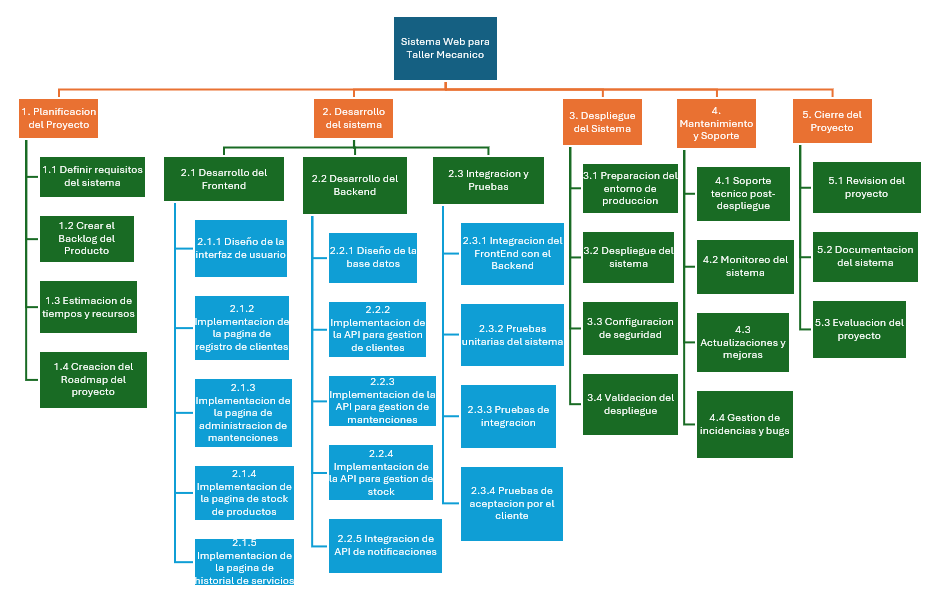 Sistema Web para
Taller Mecanico
1. Planificacion
del Proyecto
2. Desarrollo
del sistema
3. Despliegue
del Sistema
4.
Mantenimiento
y Soporte
5. Cierre del
Proyecto
1.1 Definir requisitos
del sistema
1.2 Crear el
Backlog del
Producto
1.3 Estimacion de
tiempos y recursos
1.4 Creacion del
Roadmap del
proyecto
2.1 Desarrollo del
Frontend
2.1.1 Diseño de la
interfaz de usuario
2.1.2
Implementacion de
la pagina de
registro de clientes
2.1.3
Implementacion de
la pagina de
administracion de
mantenciones
2.1.4
Implementacion de
la pagina de stock
de productos
2.1.5
Implementacion de
la pagina de
historial de servicios
2.2 Desarrollo del
Backend
2.2.1 Diseño de la
base datos
2.2.2
Implementacion de
la API para gestion
de clientes
2.2.3
Implementacion de la
API para gestion de
mantenciones
2.2.4
Implementacion de
la API para gestion de
stock
2.2.5 Integracion de
API de notificaciones
2.3 Integracion y
Pruebas
2.3.1 Integracion del
FrontEnd con el
Backend
2.3.2 Pruebas
unitarias del sistema
2.3.3 Pruebas de
integracion
2.3.4 Pruebas de
aceptacion por el
cliente
3.1 Preparacion del
entorno de
produccion
3.2 Despliegue del
sistema
3.3 Configuracion
de seguridad
3.4 Validacion del
despliegue
4.1 Soporte
tecnico post-
despliegue
4.2 Monitoreo del
sistema
4.3
Actualizaciones y
mejoras
4.4 Gestion de
incidencias y bugs
5.1 Revision del
proyecto
5.2 Documentacion
del sistema
5.3 Evaluacion del
proyecto